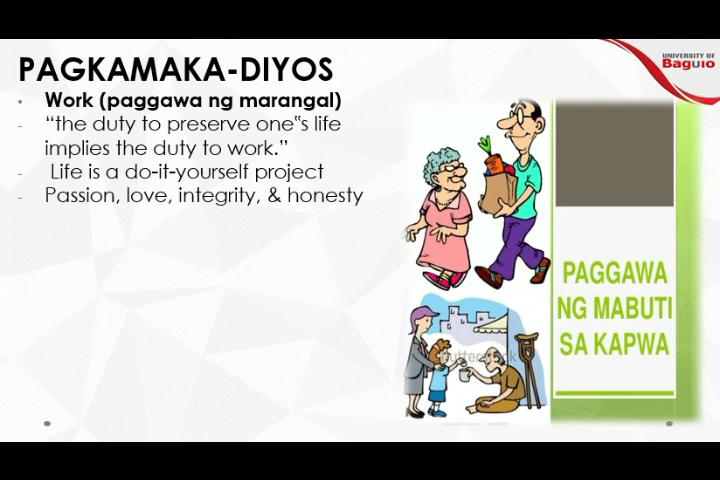 PAGKAMAKA-DIYOS
UNIVERSITY OF
Baguio
• Work (paggawa ng marangal)
- “the duty to preserve one‟s life
implies the duty to work.”
- Life is a do-it-yourself project
- Passion, love, integrity, & honesty
PAGGAWA
NG MABUTI
SA KAPWA